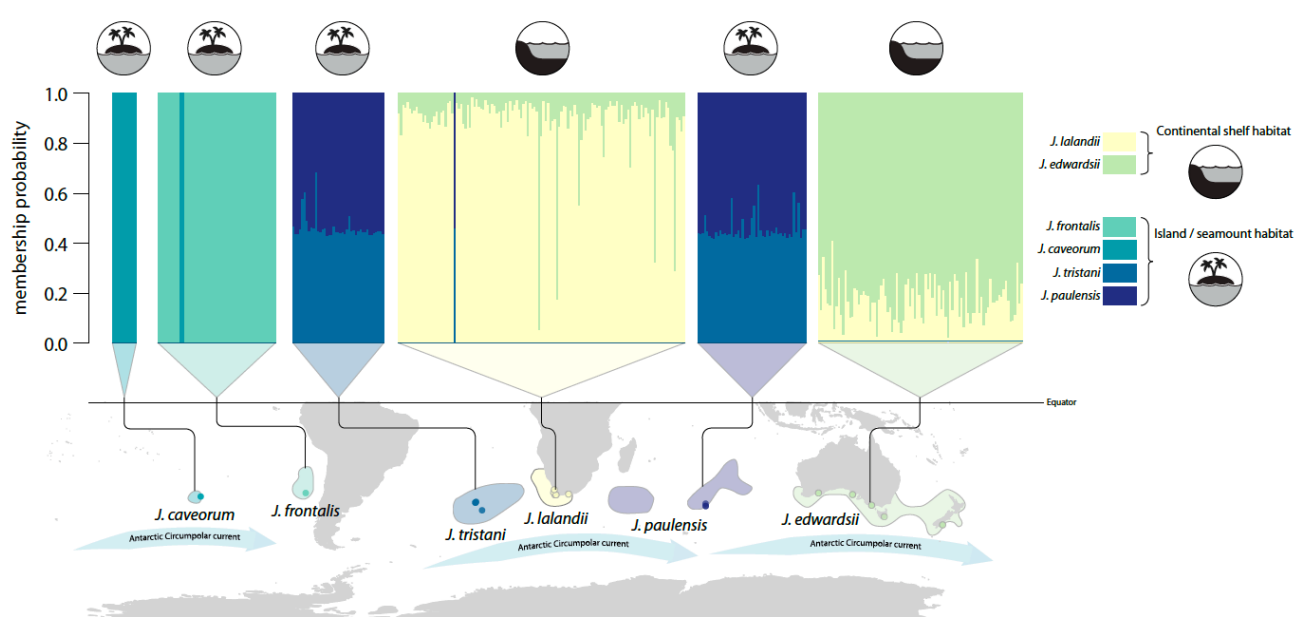 1.0
0.8
0.6
0.4
0.2
0.0
membership probability
J. lalandii
J. edwardsii
Continental shelf habitat
J. frontalis
J. caveorum
J. tristani
J. paulensis
Island / seamount habitat
Equator
J. caveorum
J. frontalis
J. tristani
J. lalandii
J. paulensis
J. edwardsii
Antarctic Circumpolar current
Antarctic Circumpolar current
Antarctic Circumpolar current